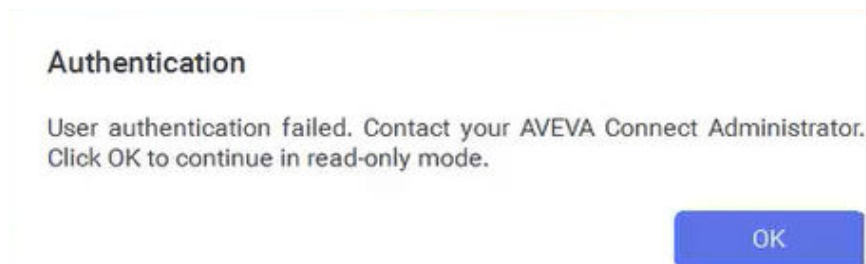 Authentication
User authentication failed. Contact your AVEVA Connect Administrator.
Click OK to continue in read-only mode.
OK